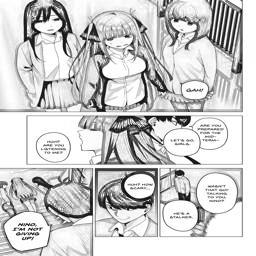 GAH!
ARE YOU
PREPARED
FOR THE
MID-
TERM-
LET'S GO,
GIRLS.
HUH?
ARE YOU
LISTENING
TO ME?
HUH?
HOW SCARY...
WASN'T
THAT GUY
TALKING
TO YOU,
NINO?
HE'S A
STALKER.
NINO,
I'M NOT
GIVING
UP!